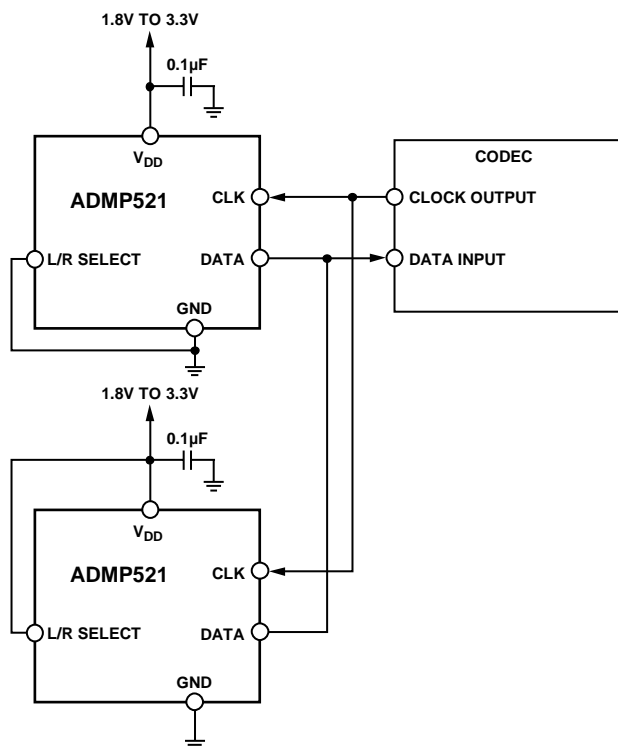 1.8V TO 3.3V
0.1µF
VDD
ADMP521
CLK
L/R SELECT
DATA
GND
CODEC
CLOCK OUTPUT
DATA INPUT
1.8V TO 3.3V
0.1µF
VDD
ADMP521
CLK
L/R SELECT
DATA
GND